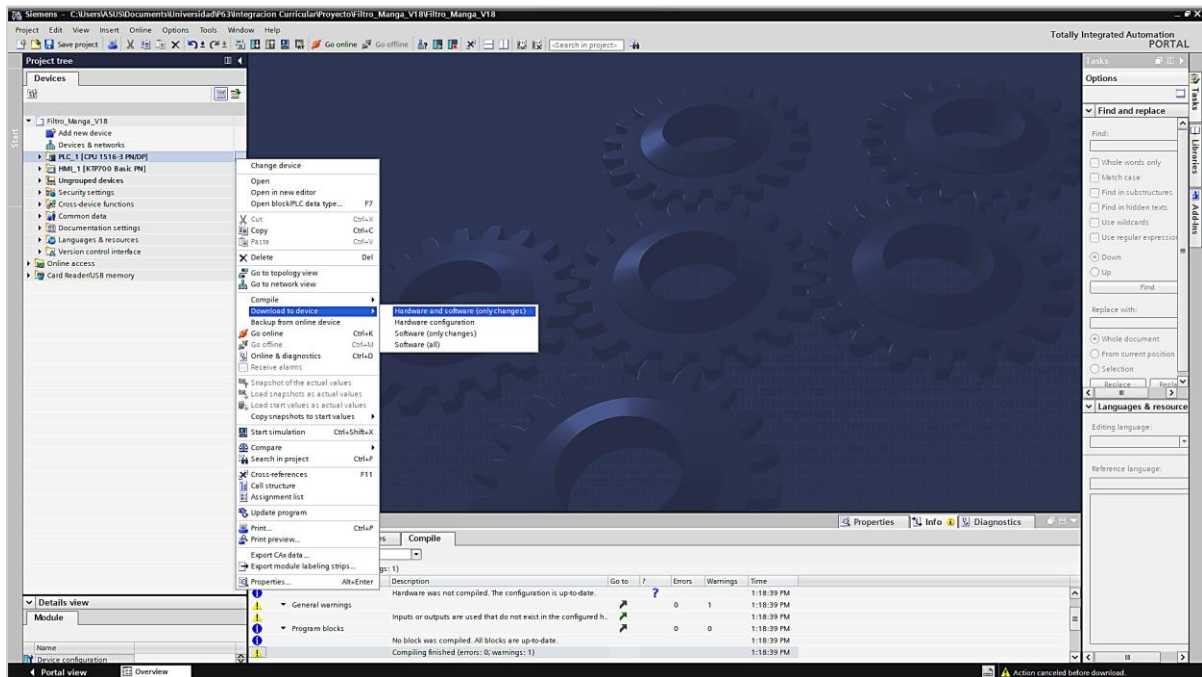 Siemens - C:\Users\ASUS\Documents\Universidad\P63\Integracion Curricular\Proyecto\Filtro_Manga_V18\Filtro_Manga_V18
Project Edit View Insert Online Options Tools Window Help
Totally Integrated Automation
PORTAL
Save project
Go online
Go offline
<Search in project>
Project tree
Devices
Start
Filtro_Manga_V18
Add new device
Devices & networks
PLC_1 [CPU 1516-3 PN/DP]
HMI_1 [KTP700 Basic PN]
Ungrouped devices
Security settings
Cross-device functions
Common data
Documentation settings
Languages & resources
Version control interface
Online access
Card Reader/USB memory
Change device
Open
Open in new editor
Open block/PLC data type... F7
Cut Ctrl+X
Copy Ctrl+C
Paste Ctrl+V
Delete Del
Go to topology view
Go to network view
Compile
Download to device
Backup from online device
Go online Ctrl+K
Go offline Ctrl+M
Online & diagnostics Ctrl+D
Receive alarms
Snapshot of the actual values
Load snapshots as actual values
Load start values as actual values
Copy snapshots to start values
Start simulation Ctrl+Shift+X
Compare
Search in project Ctrl+F
Cross-references F11
Call structure
Assignment list
Update program
Print... Ctrl+P
Print preview...
Export CAx data...
Export module labeling strips...
Properties... Alt+Enter
Hardware and software (only changes)
Hardware configuration
Software (only changes)
Software (all)
Properties
Info
Diagnostics
es
Compile
gs: 1)
Description Go to ? Errors Warnings Time
Hardware was not compiled. The configuration is up-to-date. ? 1:18:39 PM
General warnings 0 1 1:18:39 PM
Inputs or outputs are used that do not exist in the configured h... 1:18:39 PM
Program blocks 0 0 1:18:39 PM
No block was compiled. All blocks are up-to-date. 1:18:39 PM
Compiling finished (errors: 0; warnings: 1) 1:18:39 PM
Details view
Module
Name
Device configuration
Portal view
Overview
Action canceled before download.
Tasks
Options
Find and replace
Find:
Whole words only
Match case
Find in substructures
Find in hidden texts
Use wildcards
Use regular expression
Down
Up
Find
Replace with:
Whole document
From current position
Selection
Replace
Repla
Languages & resource
Editing language:
Reference language:
Tasks
Libraries
Add-Ins